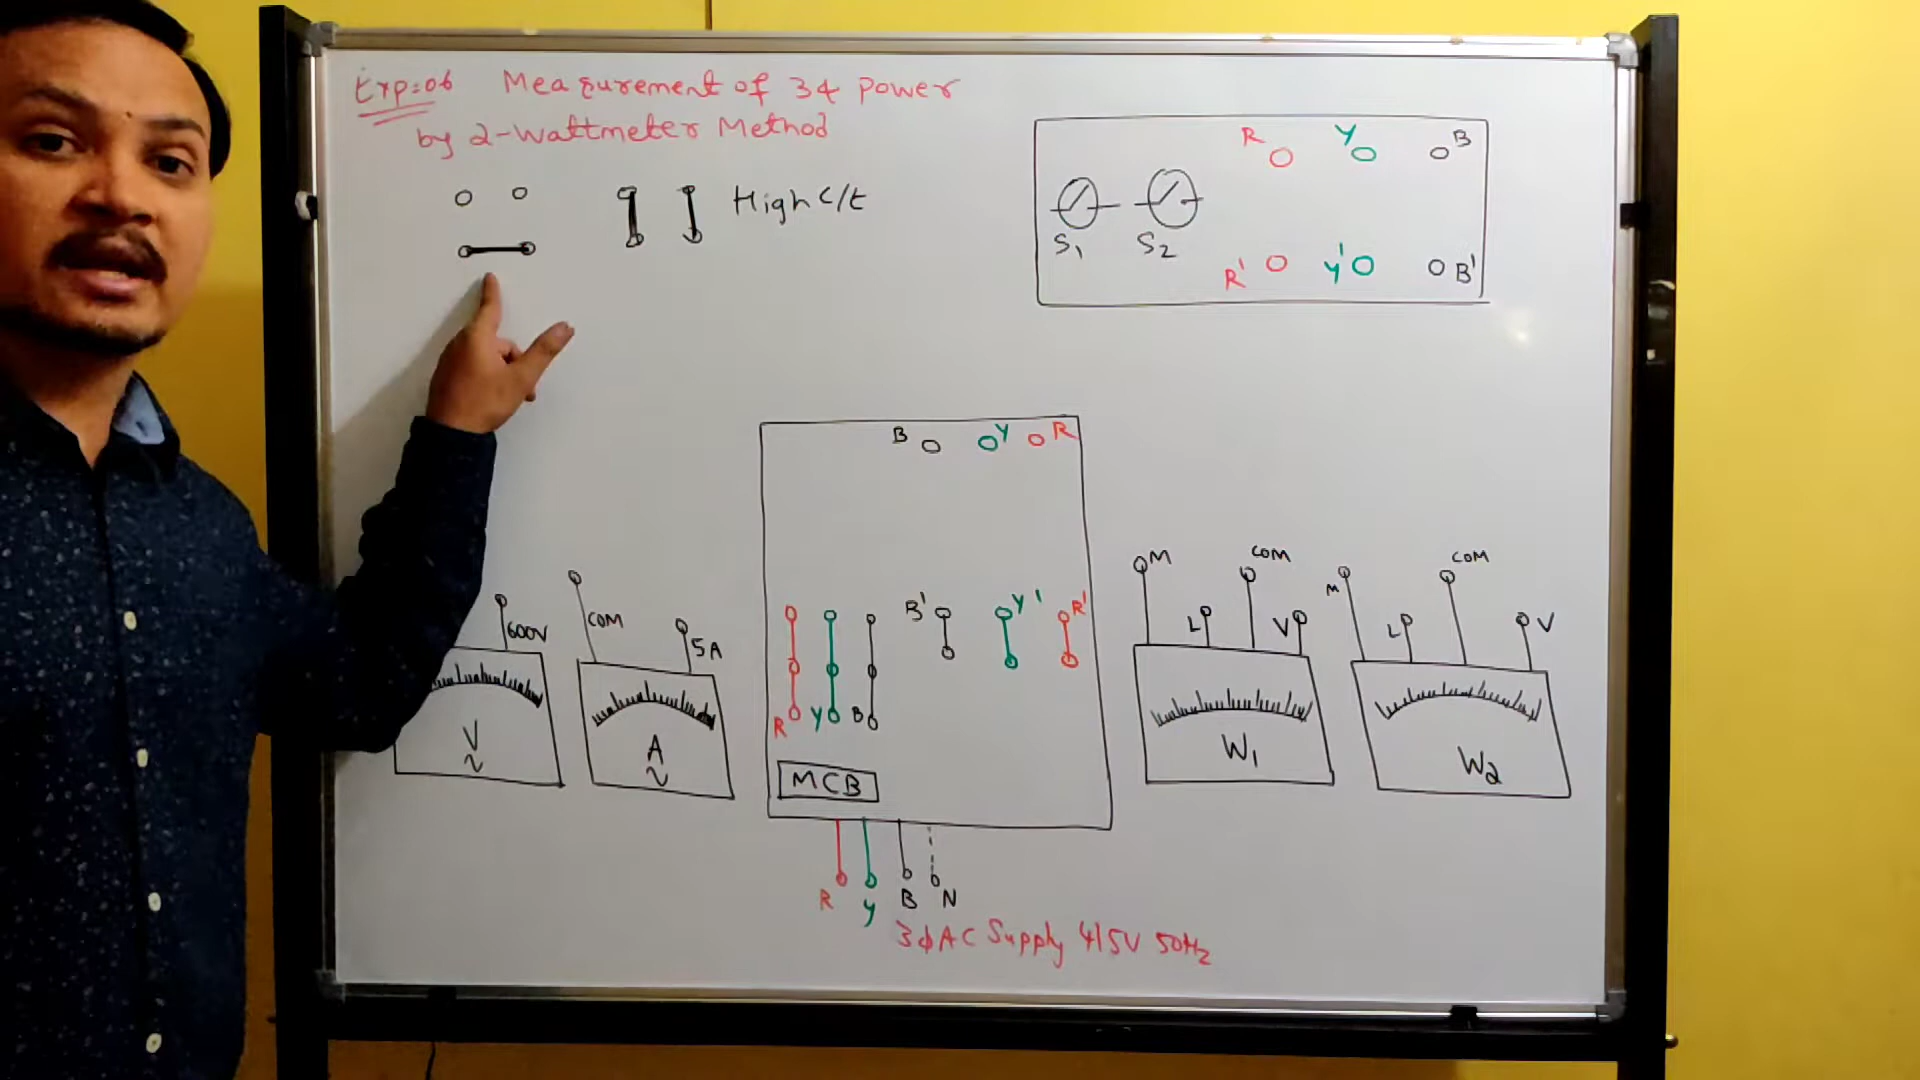 Exp:06 Measurement of 3ϕ power
by 2-Wattmeter Method
High C/t
R Y B
S1 S2
R' Y' B'
B Y R
B' Y' R'
R Y B
MCB
R Y B N
3ϕ AC Supply 415V 50Hz
600V
V
~
COM 5A
A
~
M L COM V
W1
M L COM V
W2